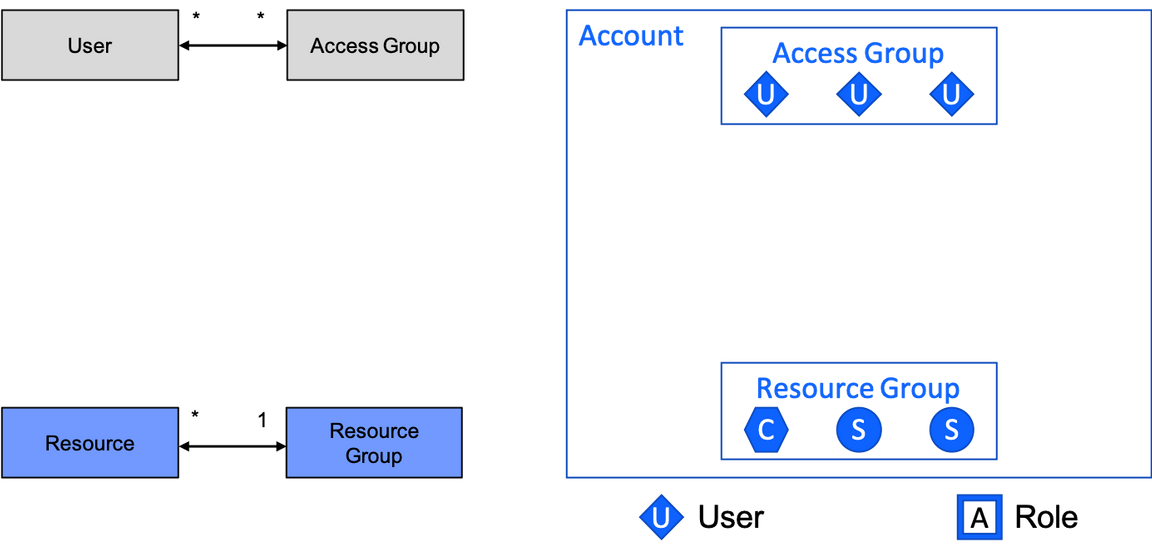 User
* *
Access Group
Resource
* 1
Resource
Group
Account
Access Group
U U U
Resource Group
C S S
U User
A Role